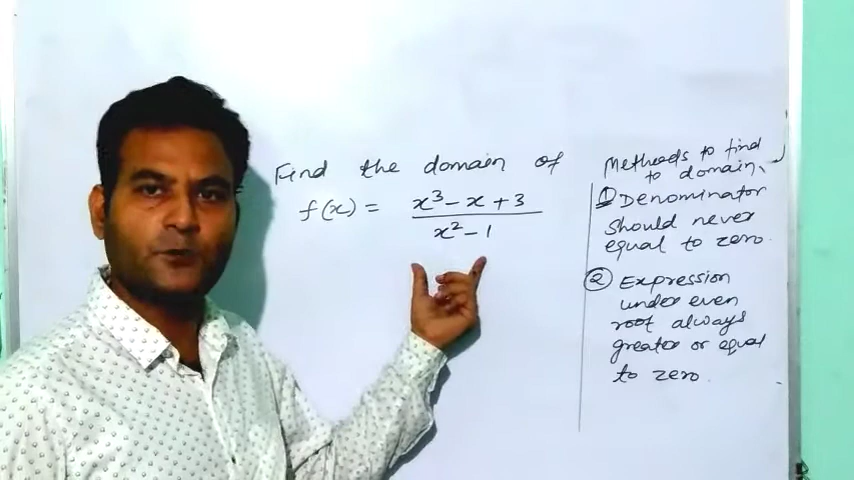 Find the domain of
f(x) = x³ - x + 3
x² - 1
Methods to find
to domain
① Denominator
should never
equal to zero.
② Expression
under even
root always
greater or equal
to zero.